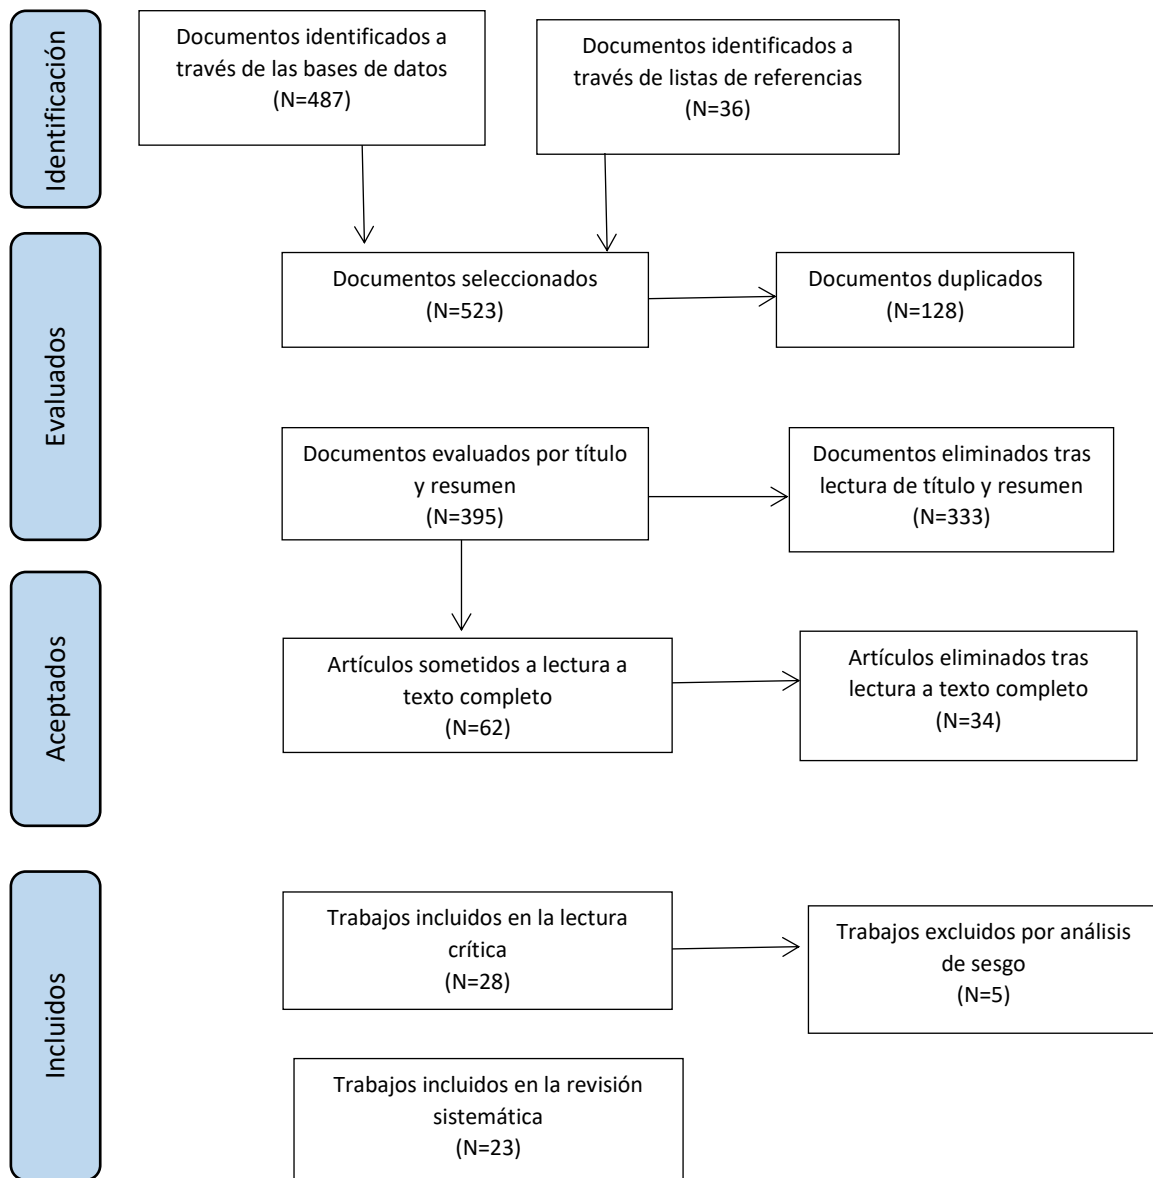 Identificación
Documentos identificados a
través de las bases de datos
(N=487)
Documentos identificados a
través de listas de referencias
(N=36)
Evaluados
Documentos seleccionados
(N=523)
Documentos duplicados
(N=128)
Documentos evaluados por título
y resumen
(N=395)
Documentos eliminados tras
lectura de título y resumen
(N=333)
Aceptados
Artículos sometidos a lectura a
texto completo
(N=62)
Artículos eliminados tras
lectura a texto completo
(N=34)
Incluidos
Trabajos incluidos en la lectura
crítica
(N=28)
Trabajos excluidos por análisis
de sesgo
(N=5)
Trabajos incluidos en la revisión
sistemática
(N=23)